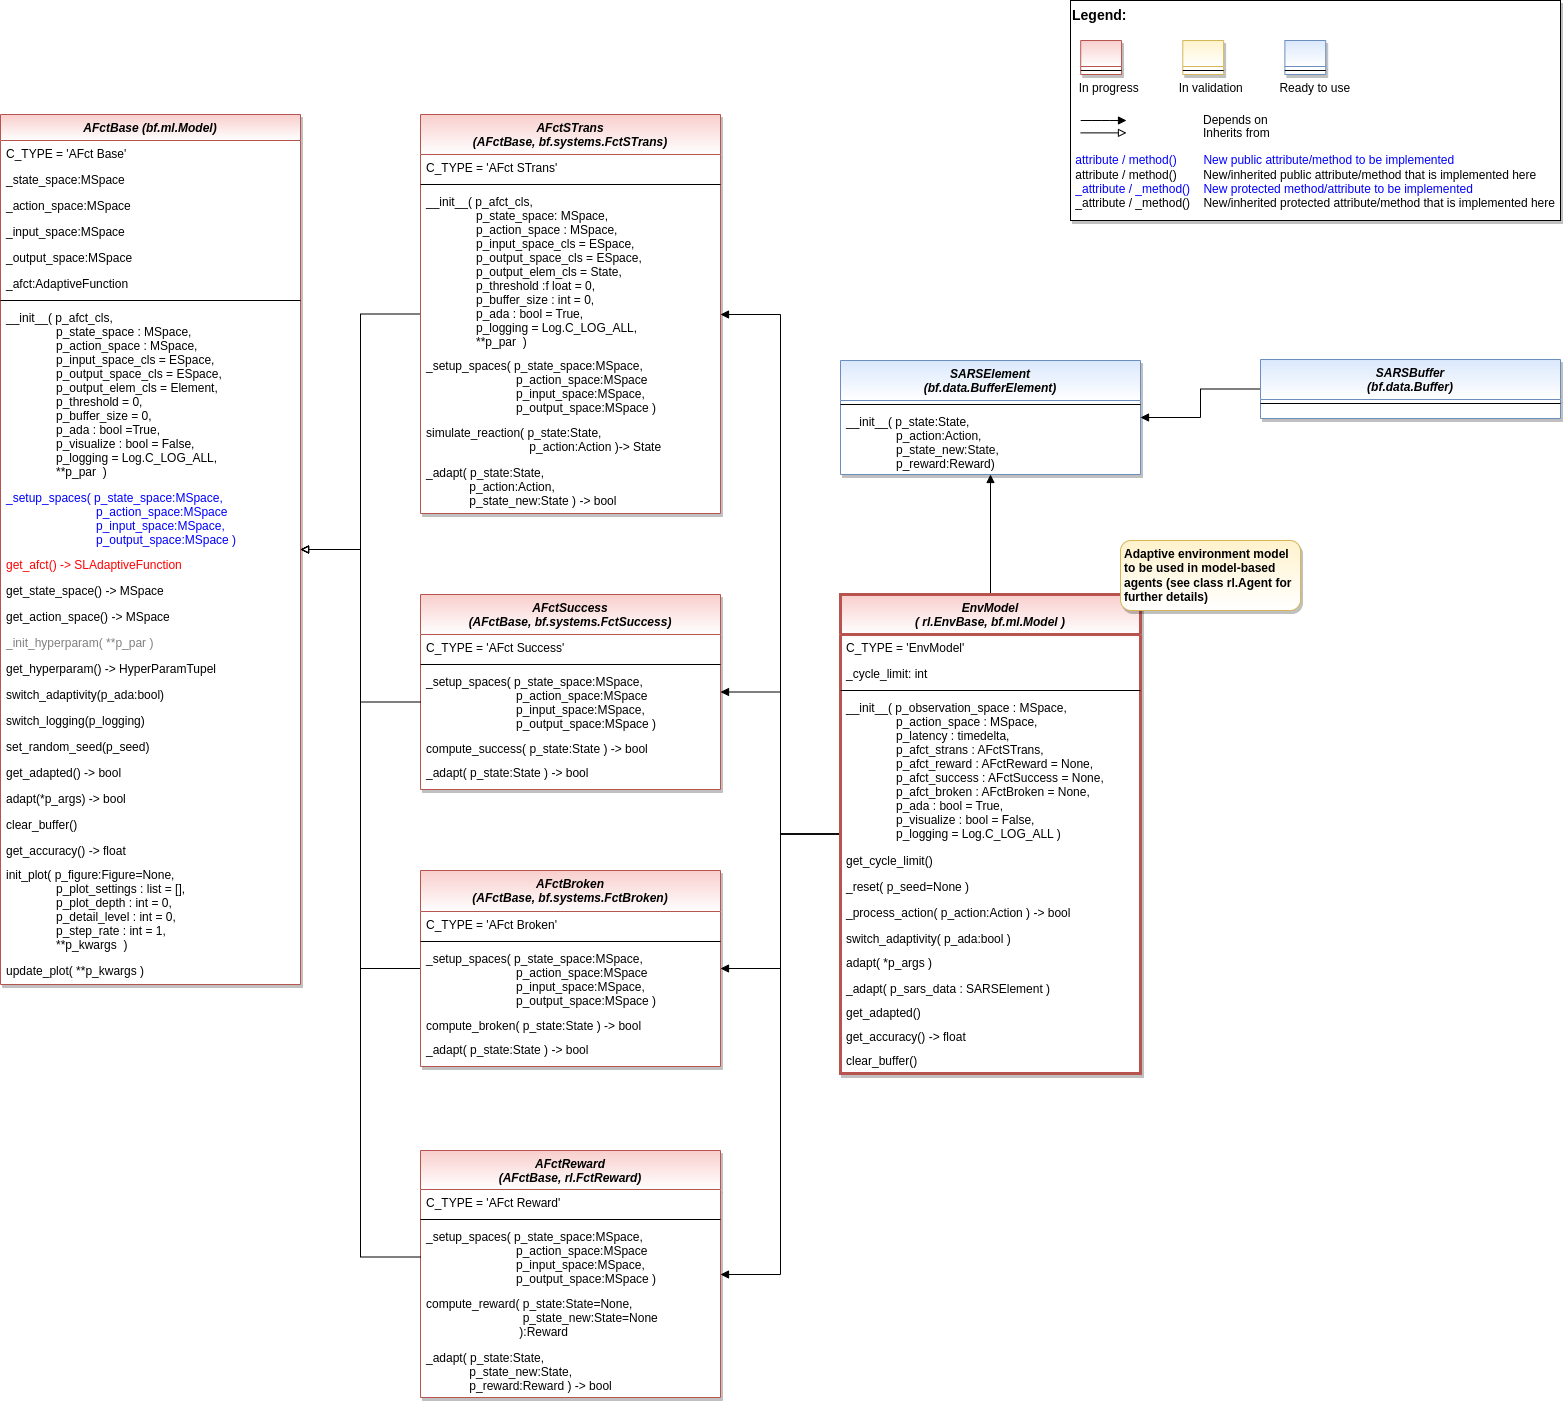 Legend:
In progress
In validation
Ready to use
Depends on
Inherits from
attribute / method() New public attribute/method to be implemented
attribute / method() New/inherited public attribute/method that is implemented here
_attribute / _method() New protected method/attribute to be implemented
_attribute / _method() New/inherited protected attribute/method that is implemented here
AFctBase (bf.ml.Model)
C_TYPE = 'AFct Base'
_state_space:MSpace
_action_space:MSpace
_input_space:MSpace
_output_space:MSpace
_afct:AdaptiveFunction
__init__( p_afct_cls,
p_state_space : MSpace,
p_action_space : MSpace,
p_input_space_cls = ESpace,
p_output_space_cls = ESpace,
p_output_elem_cls = Element,
p_threshold = 0,
p_buffer_size = 0,
p_ada : bool =True,
p_visualize : bool = False,
p_logging = Log.C_LOG_ALL,
**p_par )
_setup_spaces( p_state_space:MSpace,
p_action_space:MSpace
p_input_space:MSpace,
p_output_space:MSpace )
get_afct() -> SLAdaptiveFunction
get_state_space() -> MSpace
get_action_space() -> MSpace
_init_hyperparam( **p_par )
get_hyperparam() -> HyperParamTupel
switch_adaptivity(p_ada:bool)
switch_logging(p_logging)
set_random_seed(p_seed)
get_adapted() -> bool
adapt(*p_args) -> bool
clear_buffer()
get_accuracy() -> float
init_plot( p_figure:Figure=None,
p_plot_settings : list = [],
p_plot_depth : int = 0,
p_detail_level : int = 0,
p_step_rate : int = 1,
**p_kwargs )
update_plot( **p_kwargs )
AFctSTrans
(AFctBase, bf.systems.FctSTrans)
C_TYPE = 'AFct STrans'
__init__( p_afct_cls,
p_state_space: MSpace,
p_action_space : MSpace,
p_input_space_cls = ESpace,
p_output_space_cls = ESpace,
p_output_elem_cls = State,
p_threshold :f loat = 0,
p_buffer_size : int = 0,
p_ada : bool = True,
p_logging = Log.C_LOG_ALL,
**p_par )
_setup_spaces( p_state_space:MSpace,
p_action_space:MSpace
p_input_space:MSpace,
p_output_space:MSpace )
simulate_reaction( p_state:State,
p_action:Action )-> State
_adapt( p_state:State,
p_action:Action,
p_state_new:State ) -> bool
AFctSuccess
(AFctBase, bf.systems.FctSuccess)
C_TYPE = 'AFct Success'
_setup_spaces( p_state_space:MSpace,
p_action_space:MSpace
p_input_space:MSpace,
p_output_space:MSpace )
compute_success( p_state:State ) -> bool
_adapt( p_state:State ) -> bool
AFctBroken
(AFctBase, bf.systems.FctBroken)
C_TYPE = 'AFct Broken'
_setup_spaces( p_state_space:MSpace,
p_action_space:MSpace
p_input_space:MSpace,
p_output_space:MSpace )
compute_broken( p_state:State ) -> bool
_adapt( p_state:State ) -> bool
AFctReward
(AFctBase, rl.FctReward)
C_TYPE = 'AFct Reward'
_setup_spaces( p_state_space:MSpace,
p_action_space:MSpace
p_input_space:MSpace,
p_output_space:MSpace )
compute_reward( p_state:State=None,
p_state_new:State=None
):Reward
_adapt( p_state:State,
p_state_new:State,
p_reward:Reward ) -> bool
SARSElement
(bf.data.BufferElement)
__init__( p_state:State,
p_action:Action,
p_state_new:State,
p_reward:Reward)
SARSBuffer
(bf.data.Buffer)
Adaptive environment model
to be used in model-based
agents (see class rl.Agent for
further details)
EnvModel
( rl.EnvBase, bf.ml.Model )
C_TYPE = 'EnvModel'
_cycle_limit: int
__init__( p_observation_space : MSpace,
p_action_space : MSpace,
p_latency : timedelta,
p_afct_strans : AFctSTrans,
p_afct_reward : AFctReward = None,
p_afct_success : AFctSuccess = None,
p_afct_broken : AFctBroken = None,
p_ada : bool = True,
p_visualize : bool = False,
p_logging = Log.C_LOG_ALL )
get_cycle_limit()
_reset( p_seed=None )
_process_action( p_action:Action ) -> bool
switch_adaptivity( p_ada:bool )
adapt( *p_args )
_adapt( p_sars_data : SARSElement )
get_adapted()
get_accuracy() -> float
clear_buffer()